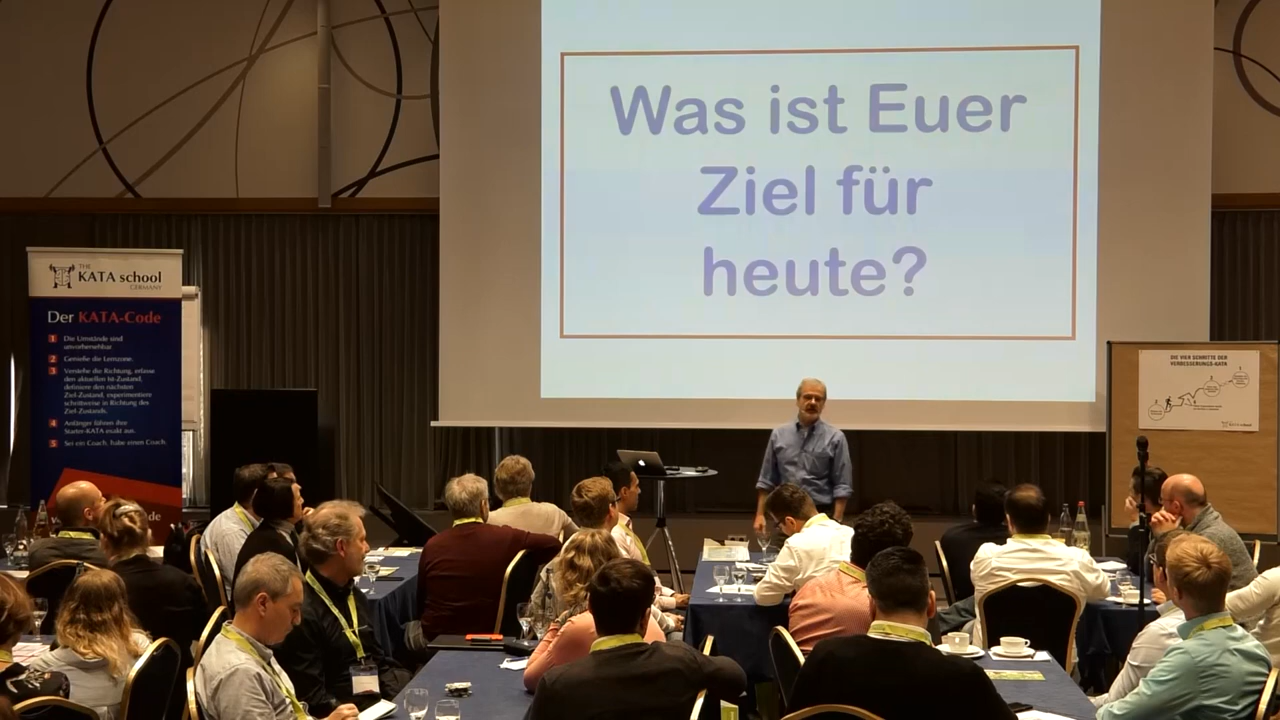 Was ist Euer
Ziel für
heute?
THE
KATA school
GERMANY
Der KATA-Code
1 Die Umstände sind
unvorhersehbar.
2 Genieße die Lernzone.
3 Verstehe die Richtung, erfasse
den aktuellen Ist-Zustand,
definiere den nächsten
Ziel-Zustand, experimentiere
schrittweise in Richtung des
Ziel-Zustands.
4 Anfänger führen ihre
Starter-KATA exakt aus.
5 Sei ein Coach, habe einen Coach.
DIE VIER SCHRITTE DER
VERBESSERUNGS-KATA